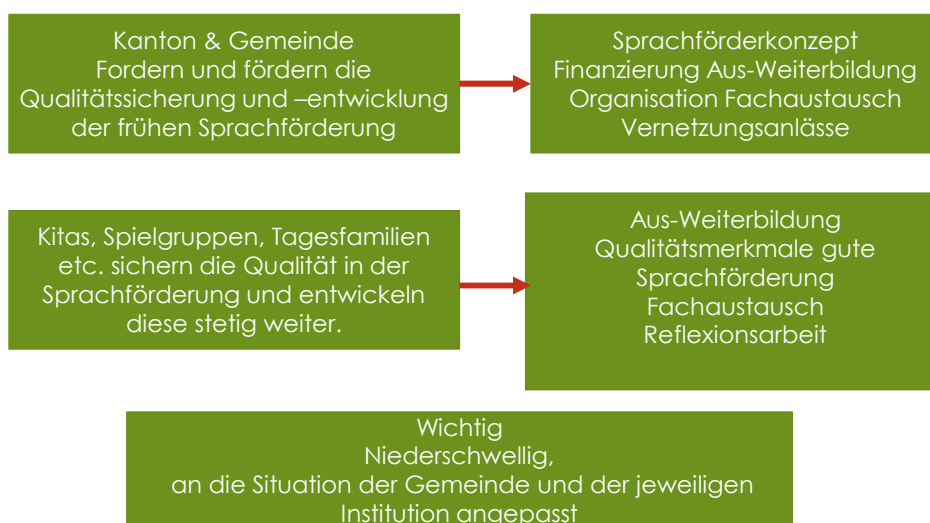 Kanton & Gemeinde
Fordern und fördern die
Qualitätssicherung und –entwicklung
der frühen Sprachförderung
Sprachförderkonzept
Finanzierung Aus-Weiterbildung
Organisation Fachaustausch
Vernetzungsanlässe
Kitas, Spielgruppen, Tagesfamilien
etc. sichern die Qualität in der
Sprachförderung und entwickeln
diese stetig weiter.
Aus-Weiterbildung
Qualitätsmerkmale gute
Sprachförderung
Fachaustausch
Reflexionsarbeit
Wichtig
Niederschwellig,
an die Situation der Gemeinde und der jeweiligen
Institution angepasst